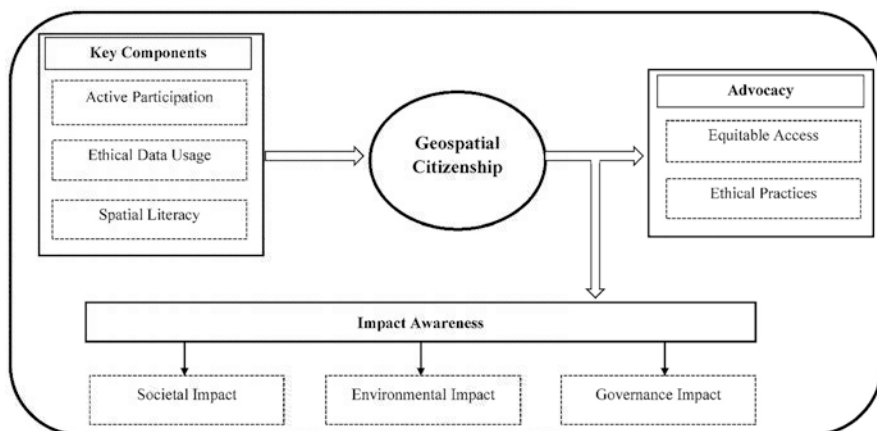 Key Components
Active Participation
Ethical Data Usage
Spatial Literacy
Geospatial
Citizenship
Advocacy
Equitable Access
Ethical Practices
Impact Awareness
Societal Impact
Environmental Impact
Governance Impact